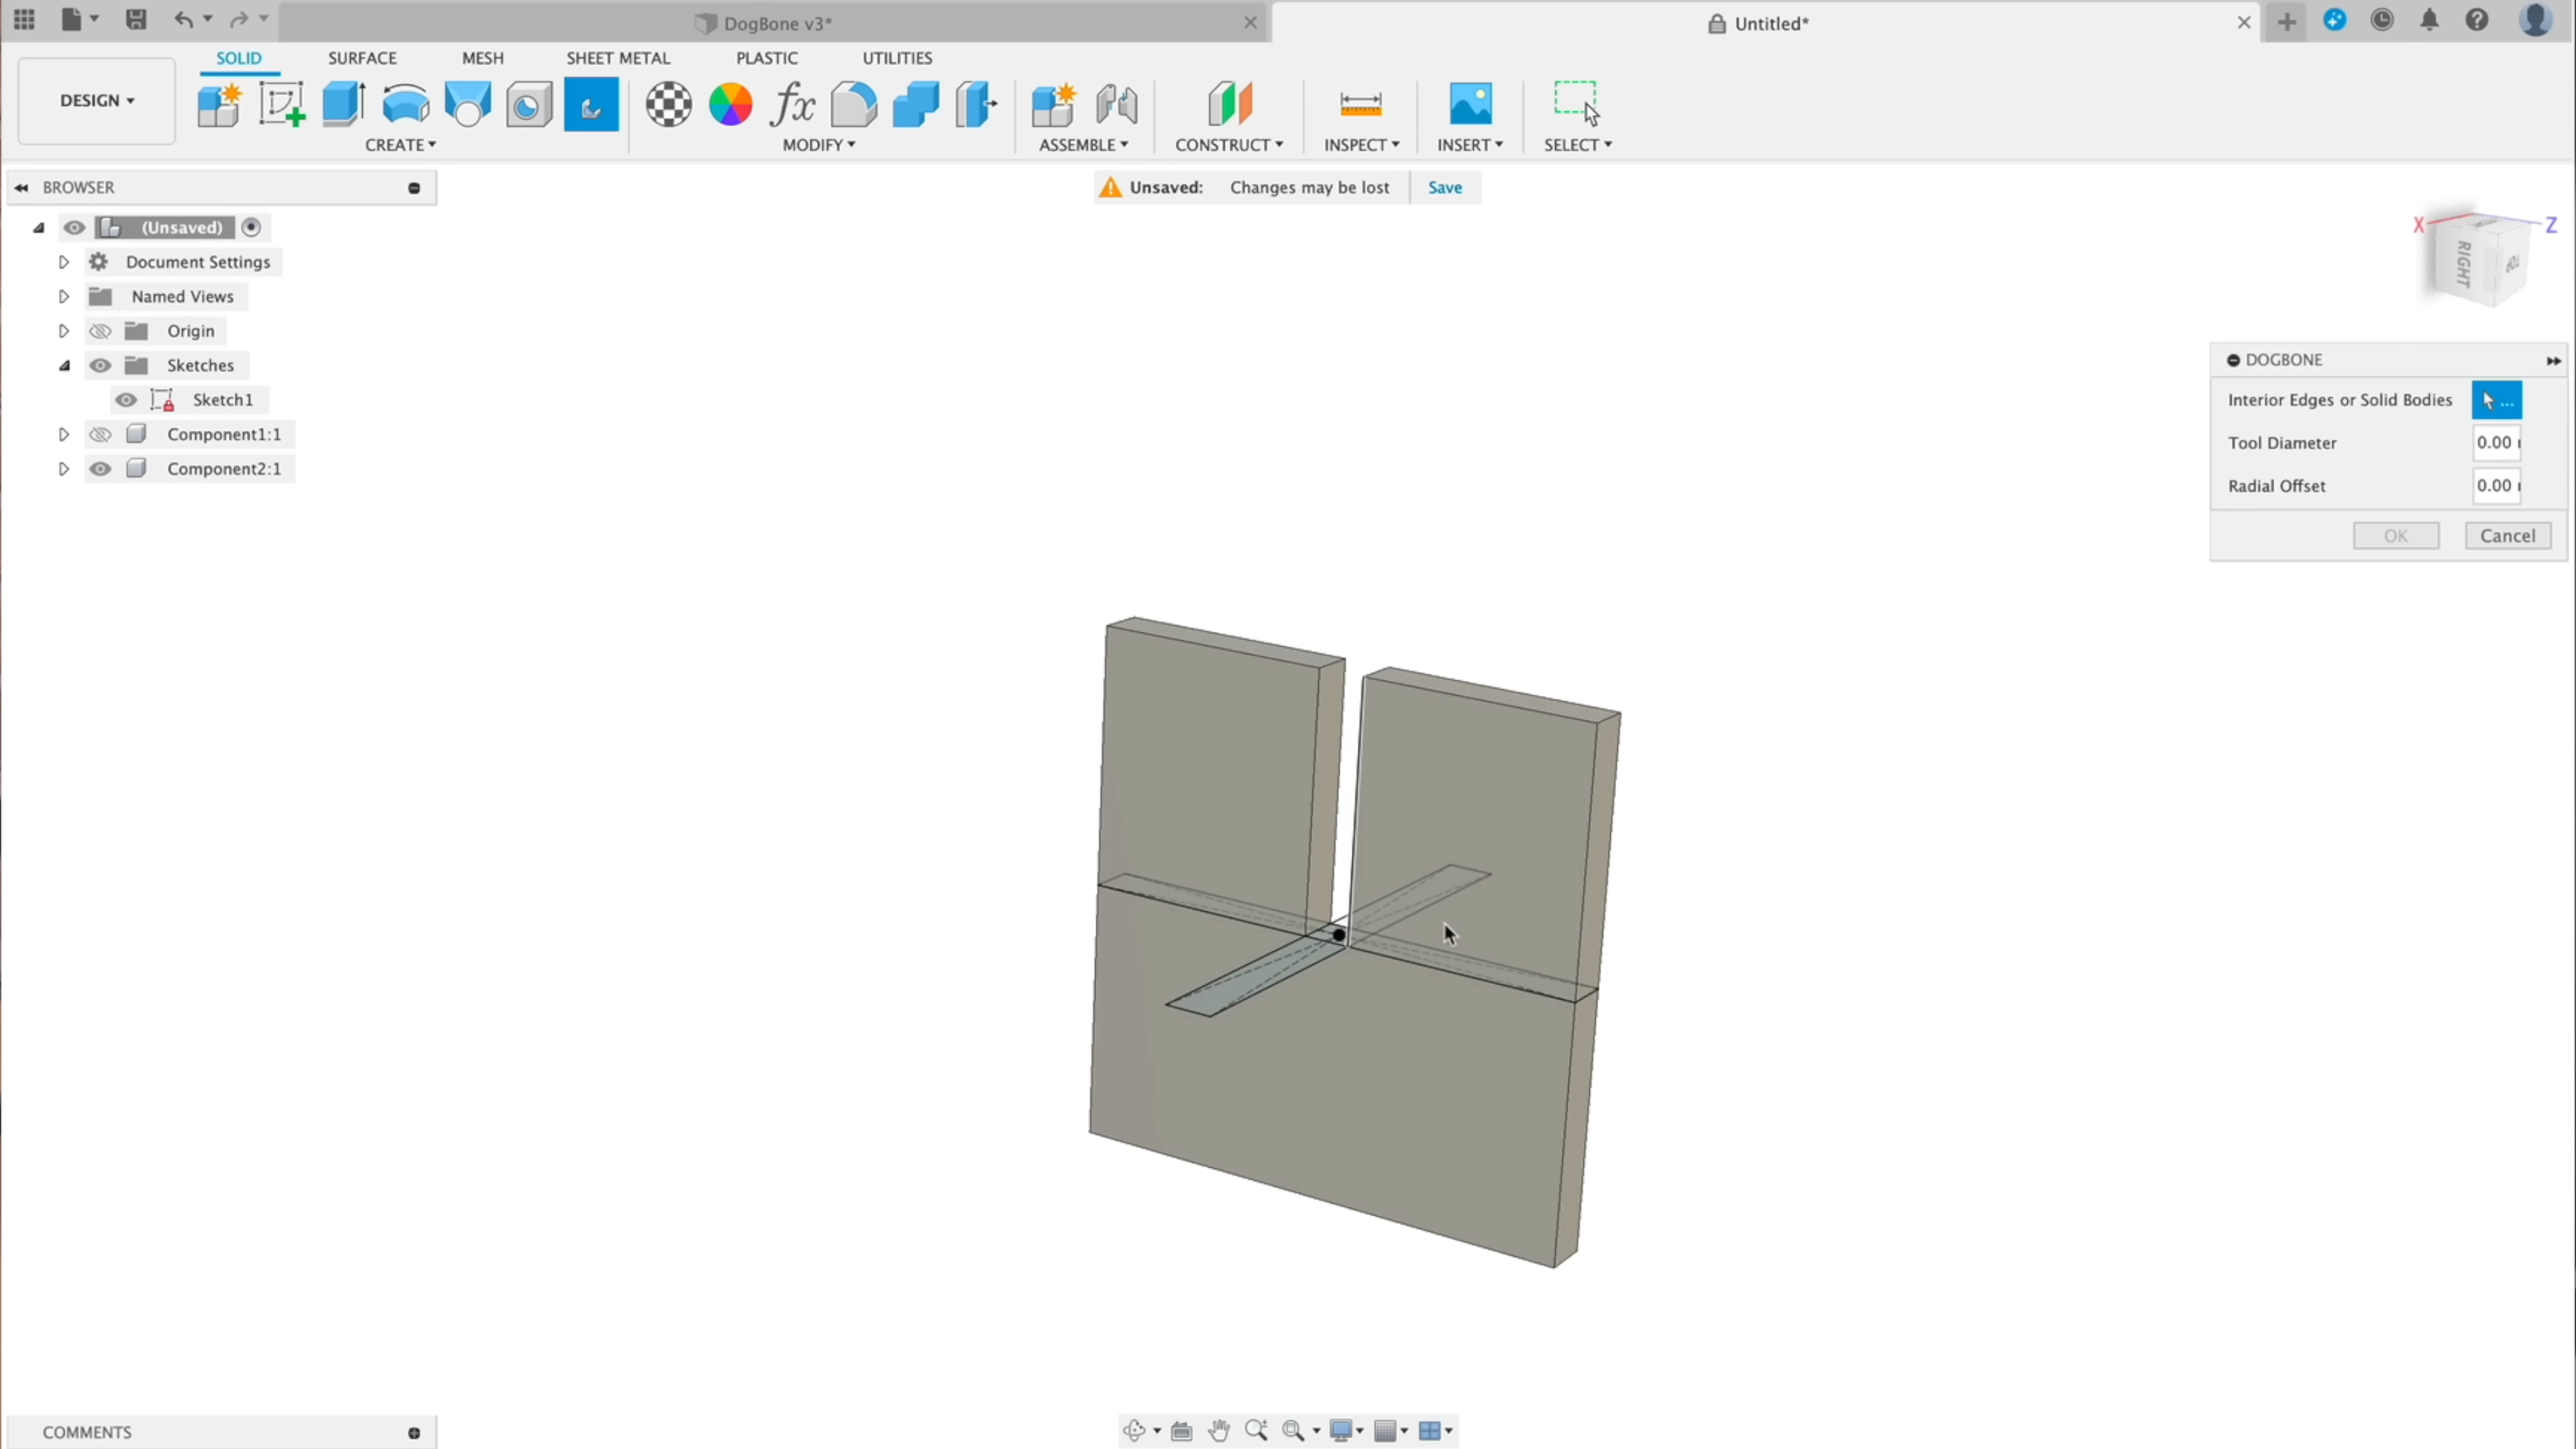 DogBone v3*
Untitled*
SOLID SURFACE MESH SHEET METAL PLASTIC UTILITIES
DESIGN
fx
CREATE MODIFY ASSEMBLE CONSTRUCT INSPECT INSERT SELECT
BROWSER
Unsaved: Changes may be lost Save
(Unsaved)
Document Settings
Named Views
Origin
Sketches
Sketch1
Component1:1
Component2:1
X Z
RIGHT
DOGBONE
Interior Edges or Solid Bodies ...
Tool Diameter 0.00
Radial Offset 0.00
OK Cancel
COMMENTS